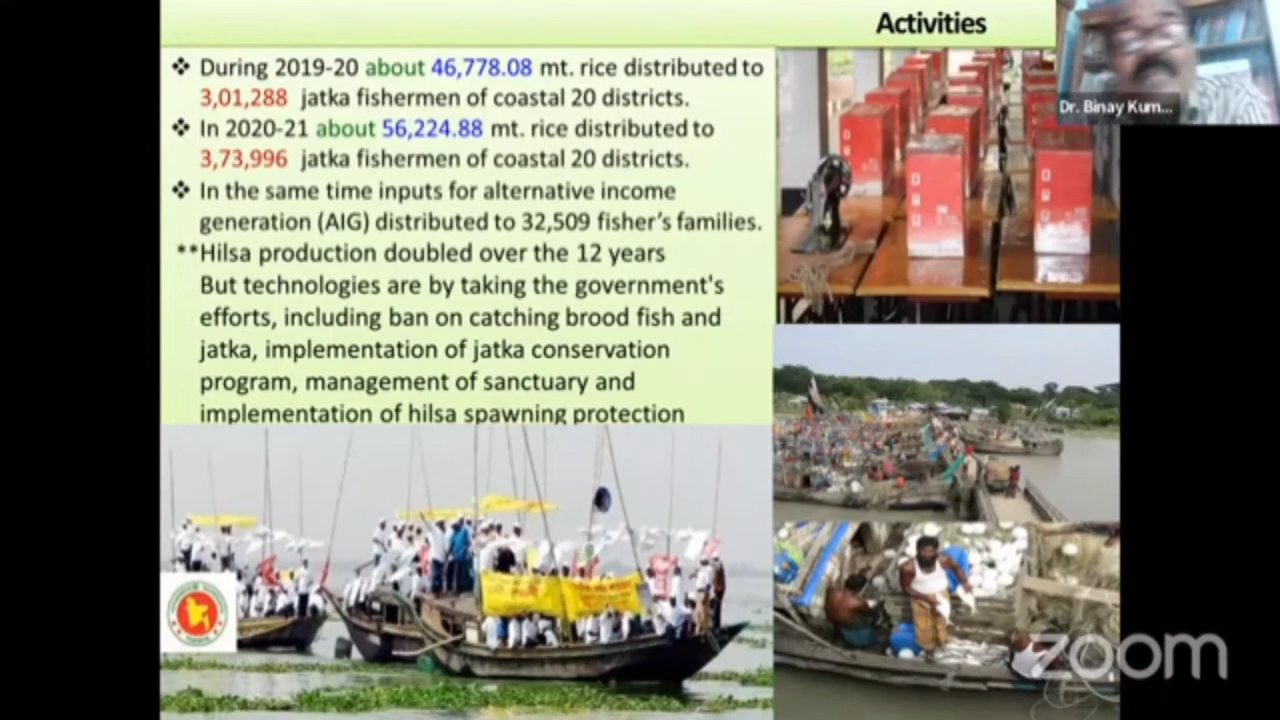 Activities
❖ During 2019-20 about 46,778.08 mt. rice distributed to
3,01,288 jatka fishermen of coastal 20 districts.
❖ In 2020-21 about 56,224.88 mt. rice distributed to
3,73,996 jatka fishermen of coastal 20 districts.
❖ In the same time inputs for alternative income
generation (AIG) distributed to 32,509 fisher's families.
**Hilsa production doubled over the 12 years
But technologies are by taking the government's
efforts, including ban on catching brood fish and
jatka, implementation of jatka conservation
program, management of sanctuary and
implementation of hilsa spawning protection
Dr. Binay Kum...
zoom